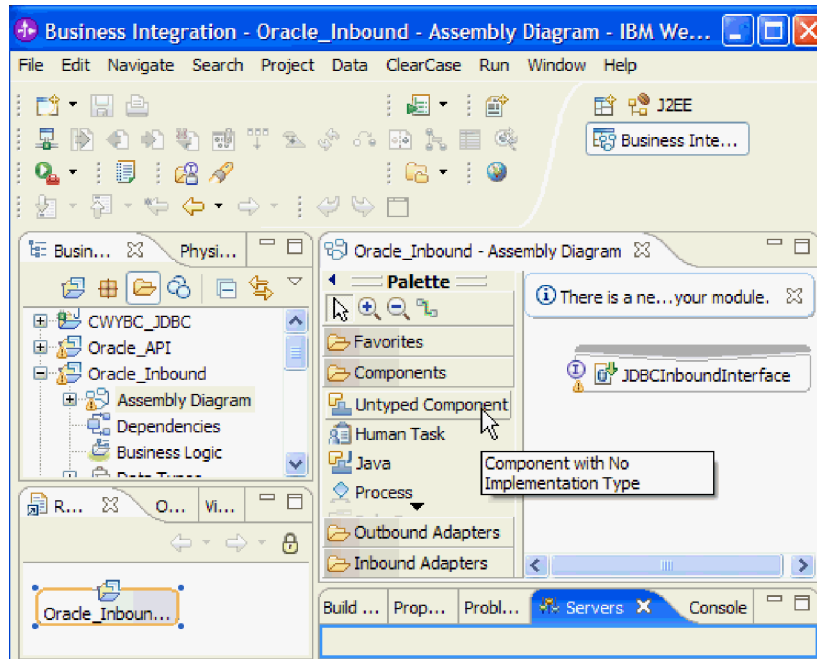 Business Integration - Oracle_Inbound - Assembly Diagram - IBM We...
File Edit Navigate Search Project Data ClearCase Run Window Help
J2EE
Business Inte...
Busin...
Physi...
CWYBC_JDBC
Oracle_API
Oracle_Inbound
Assembly Diagram
Dependencies
Business Logic
Data Types
Oracle_Inbound - Assembly Diagram
Palette
Favorites
Components
Untyped Component
Human Task
Java
Process
Outbound Adapters
Inbound Adapters
There is a ne...your module.
JDBCInboundInterface
Component with No
Implementation Type
R...
O...
Vi...
Oracle_Inboun...
Build ...
Prop...
Probl...
Servers
Console